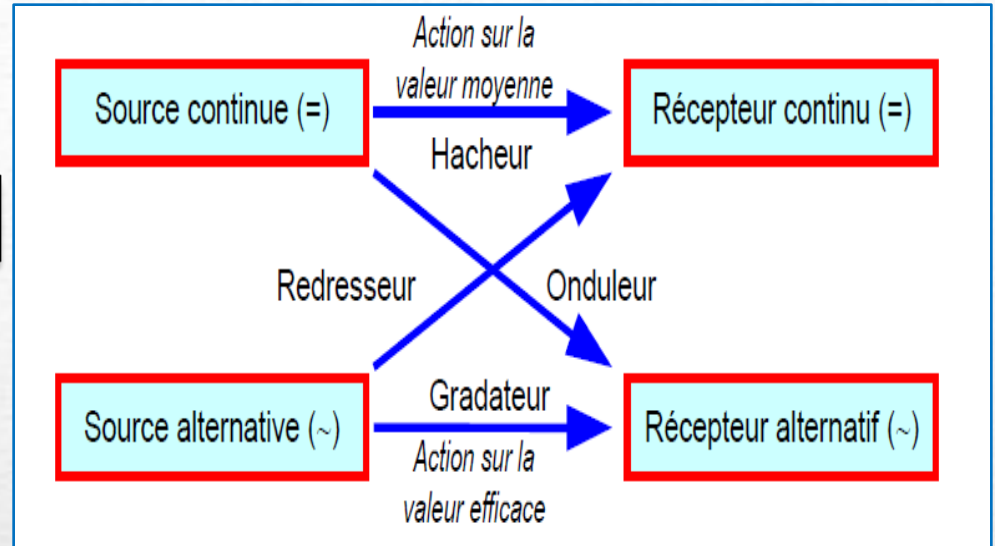 Action sur la
valeur moyenne
Source continue (=)
Récepteur continu (=)
Hacheur
Redresseur
Onduleur
Gradateur
Source alternative (~)
Récepteur alternatif (~)
Action sur la
valeur efficace